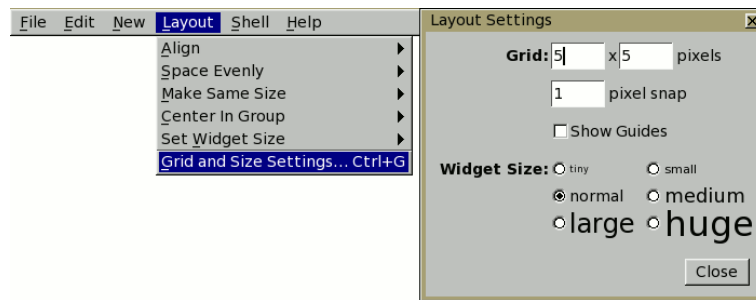 File Edit New Layout Shell Help
Align
Space Evenly
Make Same Size
Center In Group
Set Widget Size
Grid and Size Settings... Ctrl+G
Layout Settings
Grid: 5 x 5 pixels
1 pixel snap
Show Guides
Widget Size: tiny small
normal medium
large huge
Close